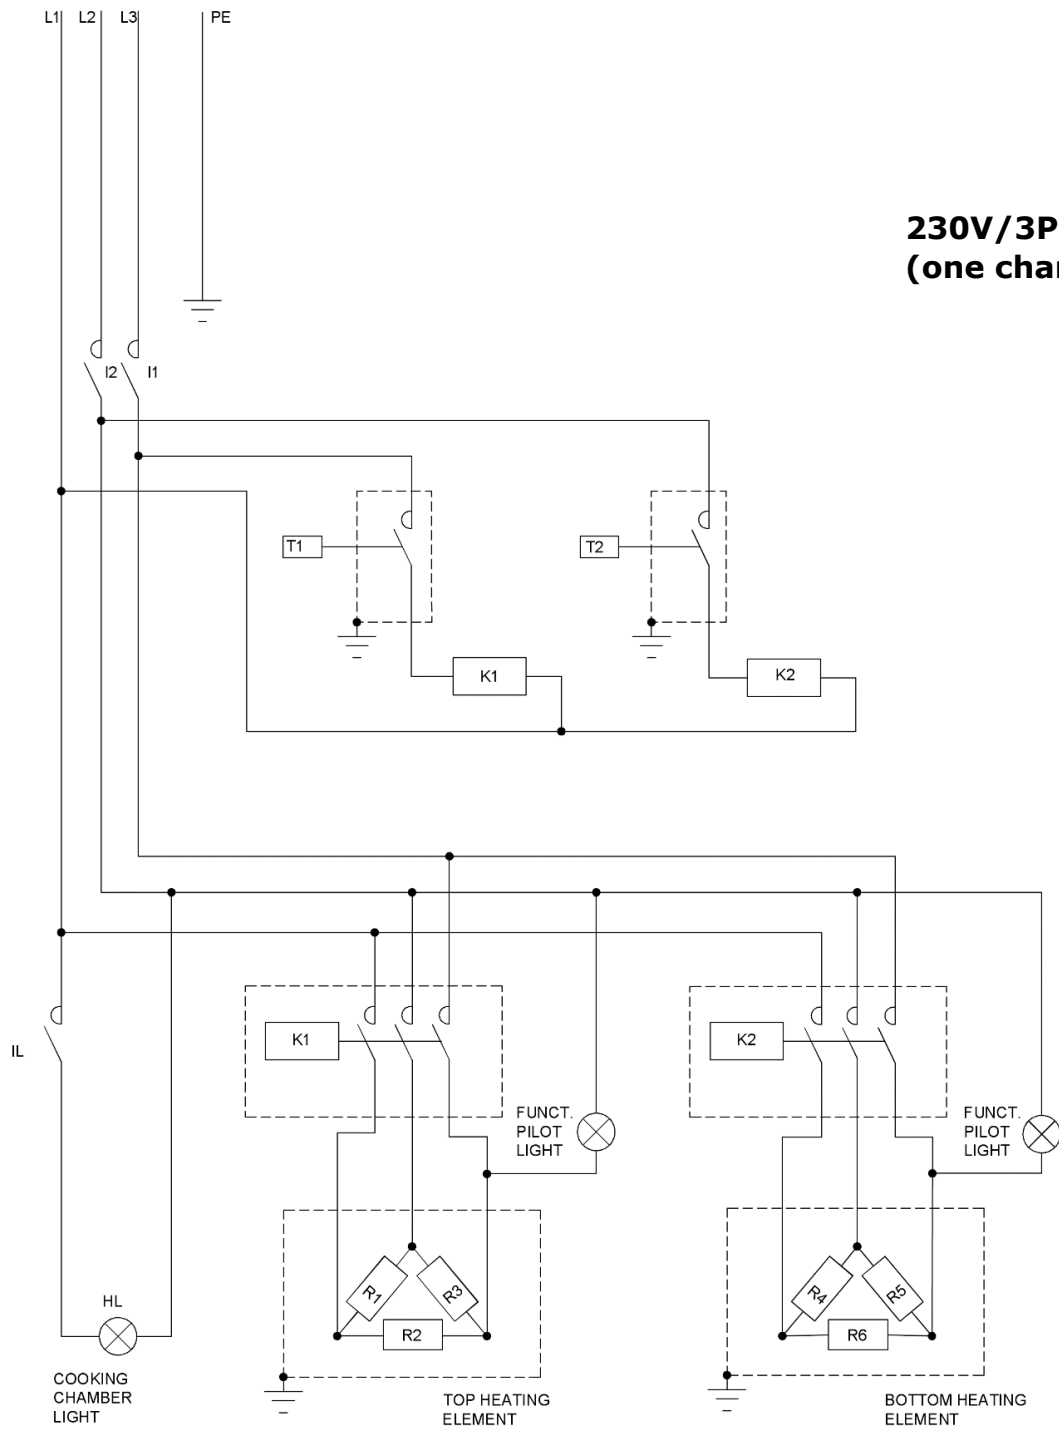 L1 L2 L3 PE
230V/3P
(one cha
I2 I1
T1 T2
K1 K2
K1 K2
IL
FUNCT.
PILOT
LIGHT
FUNCT.
PILOT
LIGHT
R1 R3
R2
R4 R5
R6
HL
COOKING
CHAMBER
LIGHT
TOP HEATING
ELEMENT
BOTTOM HEATING
ELEMENT